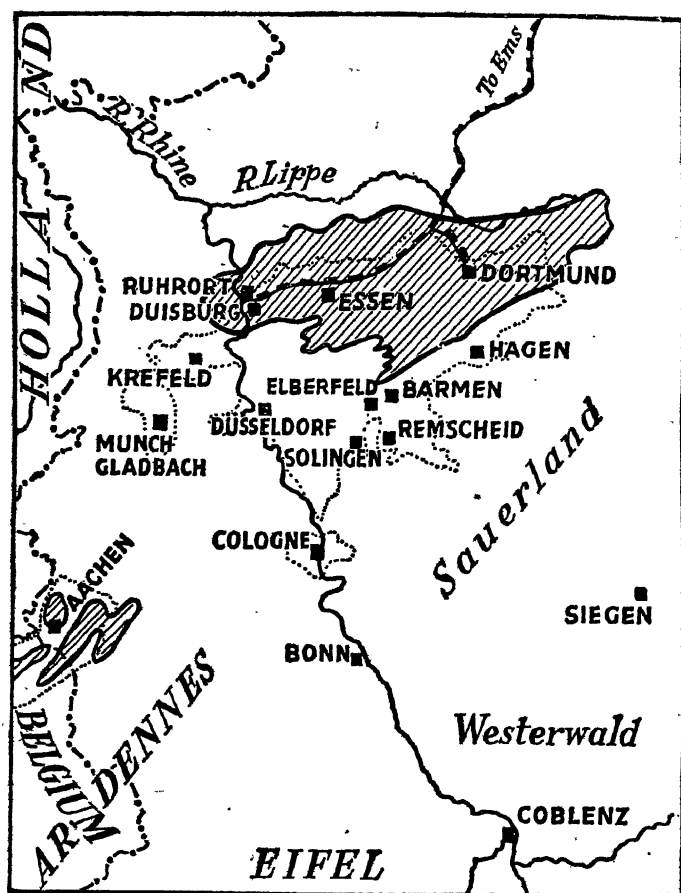 HOLLAND
To Ems
R. Rhine
R. Lippe
RUHRORT
DUISBURG
ESSEN
DORTMUND
KREFELD
HAGEN
ELBERFELD
BARMEN
MUNCH
GLADBACH
DÜSSELDORF
REMSCHEID
SOLINGEN
Sauerland
COLOGNE
AACHEN
SIEGEN
BONN
BELGIUM
ARDENNES
Westerwald
COBLENZ
EIFEL